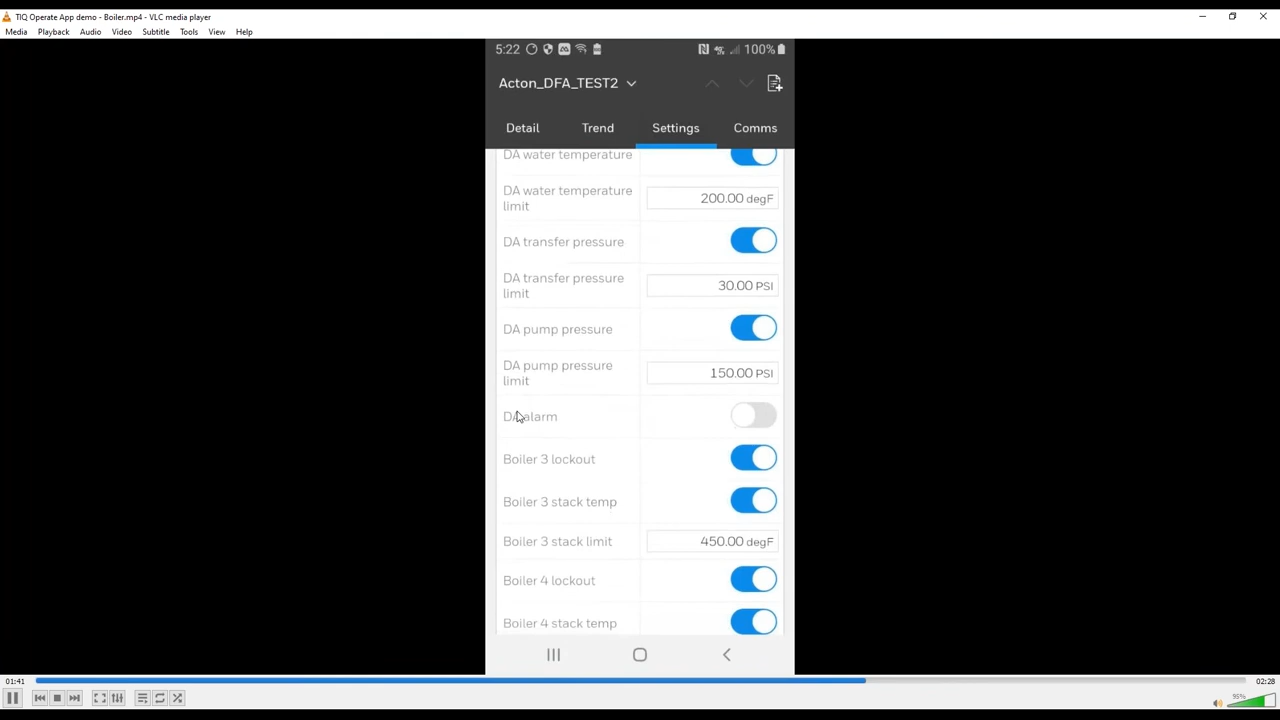 TIQ Operate App demo - Boiler.mp4 - VLC media player
Media Playback Audio Video Subtitle Tools View Help
5:22 100%
Acton_DFA_TEST2
Detail Trend Settings Comms
DA water temperature
DA water temperature
limit
200.00 degF
DA transfer pressure
DA transfer pressure
limit
30.00 PSI
DA pump pressure
DA pump pressure
limit
150.00 PSI
DA alarm
Boiler 3 lockout
Boiler 3 stack temp
Boiler 3 stack limit 450.00 degF
Boiler 4 lockout
Boiler 4 stack temp
01:41 02:28
95%